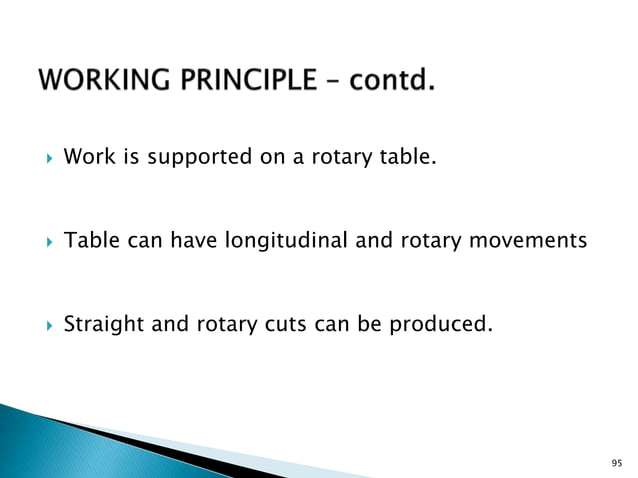 WORKING PRINCIPLE – contd.
Work is supported on a rotary table.
Table can have longitudinal and rotary movements
Straight and rotary cuts can be produced.
95